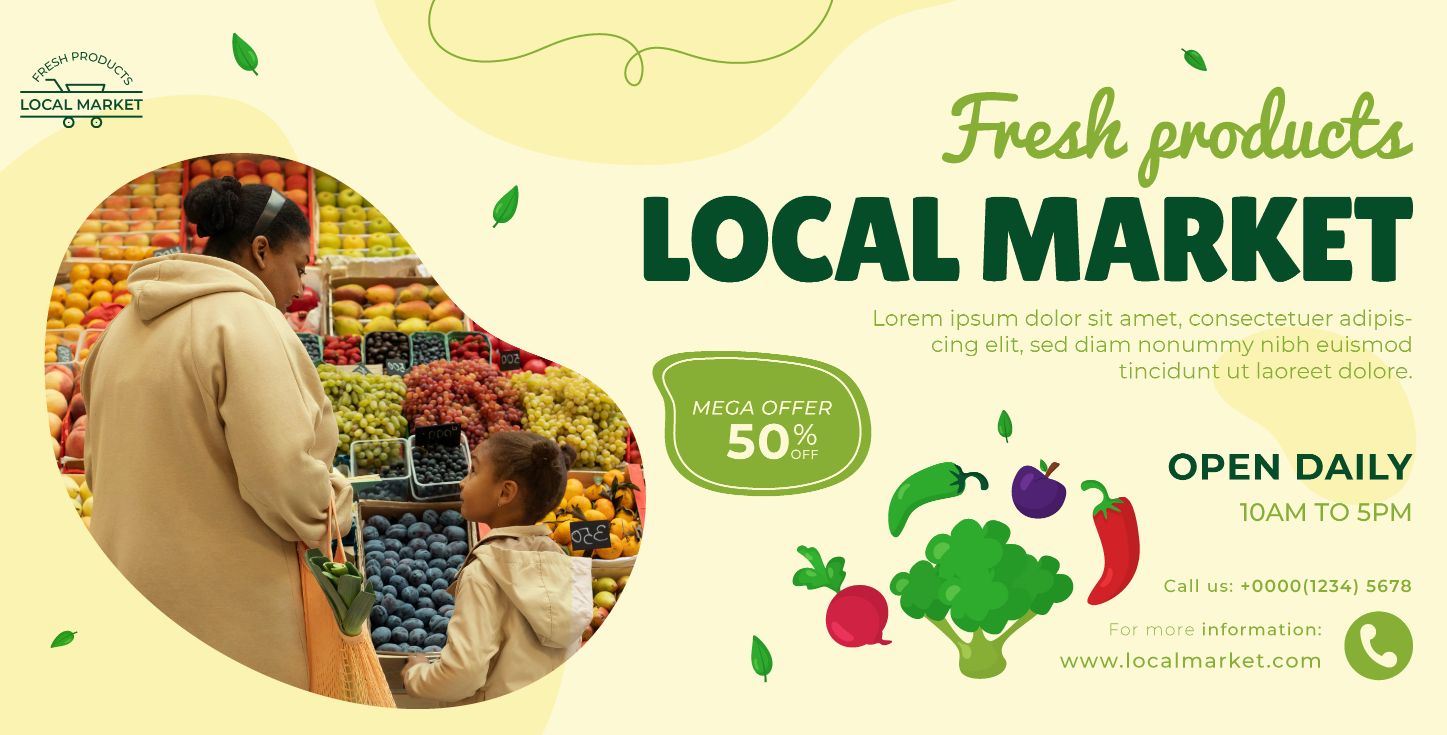 FRESH PRODUCTS
LOCAL MARKET
Fresh products
LOCAL MARKET
Lorem ipsum dolor sit amet, consectetuer adipis-
cing elit, sed diam nonummy nibh euismod
tincidunt ut laoreet dolore.
MEGA OFFER
50%
OFF
OPEN DAILY
10AM TO 5PM
Call us: +0000(1234) 5678
For more information:
www.localmarket.com
350